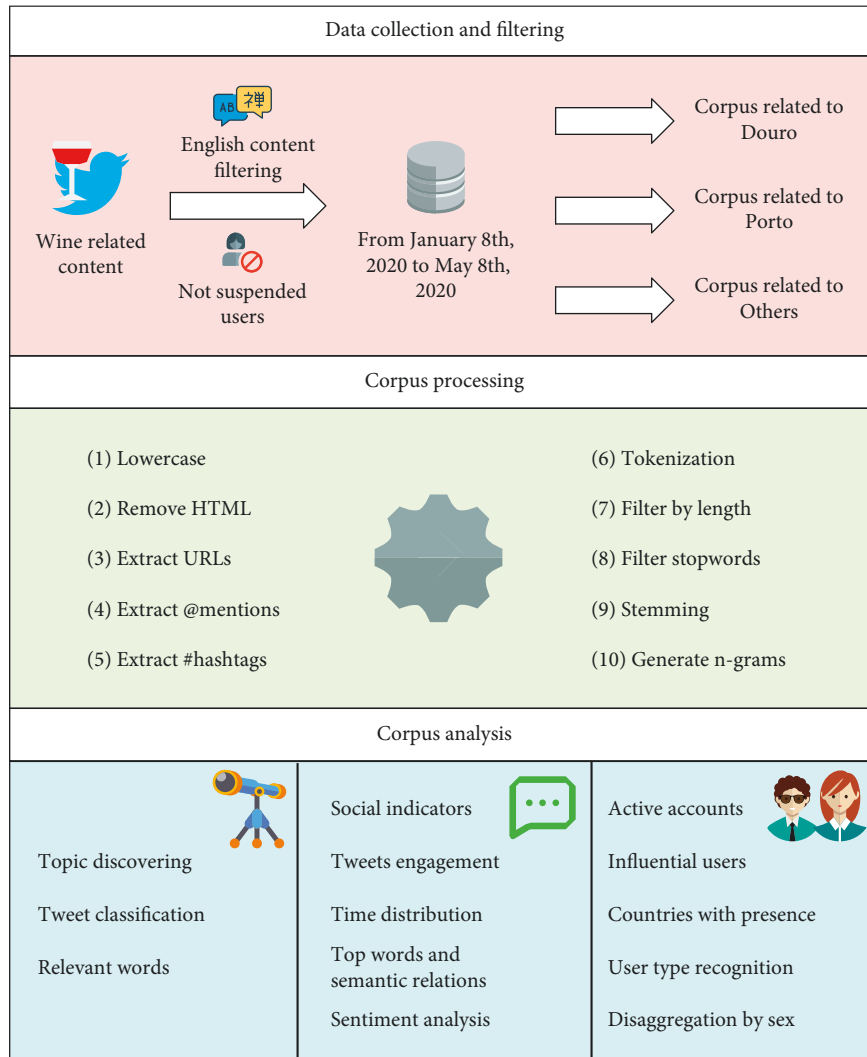 Data collection and filtering
AB 禅
English content
filtering
Wine related
content
Not suspended
users
From January 8th,
2020 to May 8th,
2020
Corpus related to
Douro
Corpus related to
Porto
Corpus related to
Others
Corpus processing
(1) Lowercase
(2) Remove HTML
(3) Extract URLs
(4) Extract @mentions
(5) Extract #hashtags
(6) Tokenization
(7) Filter by length
(8) Filter stopwords
(9) Stemming
(10) Generate n-grams
Corpus analysis
Topic discovering
Tweet classification
Relevant words
Social indicators
Tweets engagement
Time distribution
Top words and
semantic relations
Sentiment analysis
Active accounts
Influential users
Countries with presence
User type recognition
Disaggregation by sex